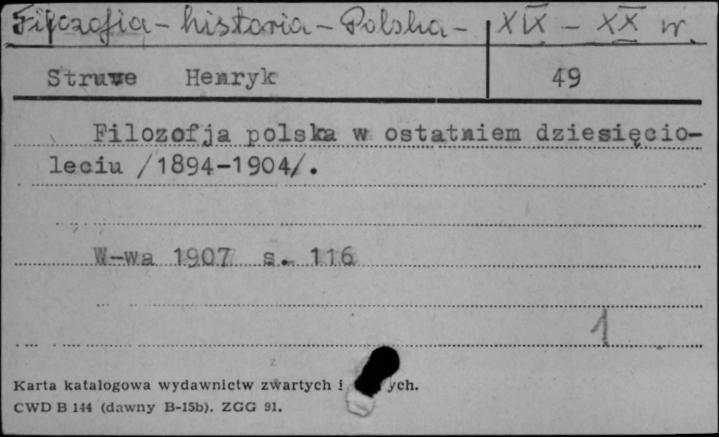 Filozofia - historia - Polska - XIX - XX w.
Struwe Henryk 49
Filozofja polska w ostatniem dziesięcio-
leciu /1894-1904/.
W-wa 1907 s. 116
1
Karta katalogowa wydawnictw zwartych i ych.
CWD B 144 (dawny B-15b). ZGG 91.